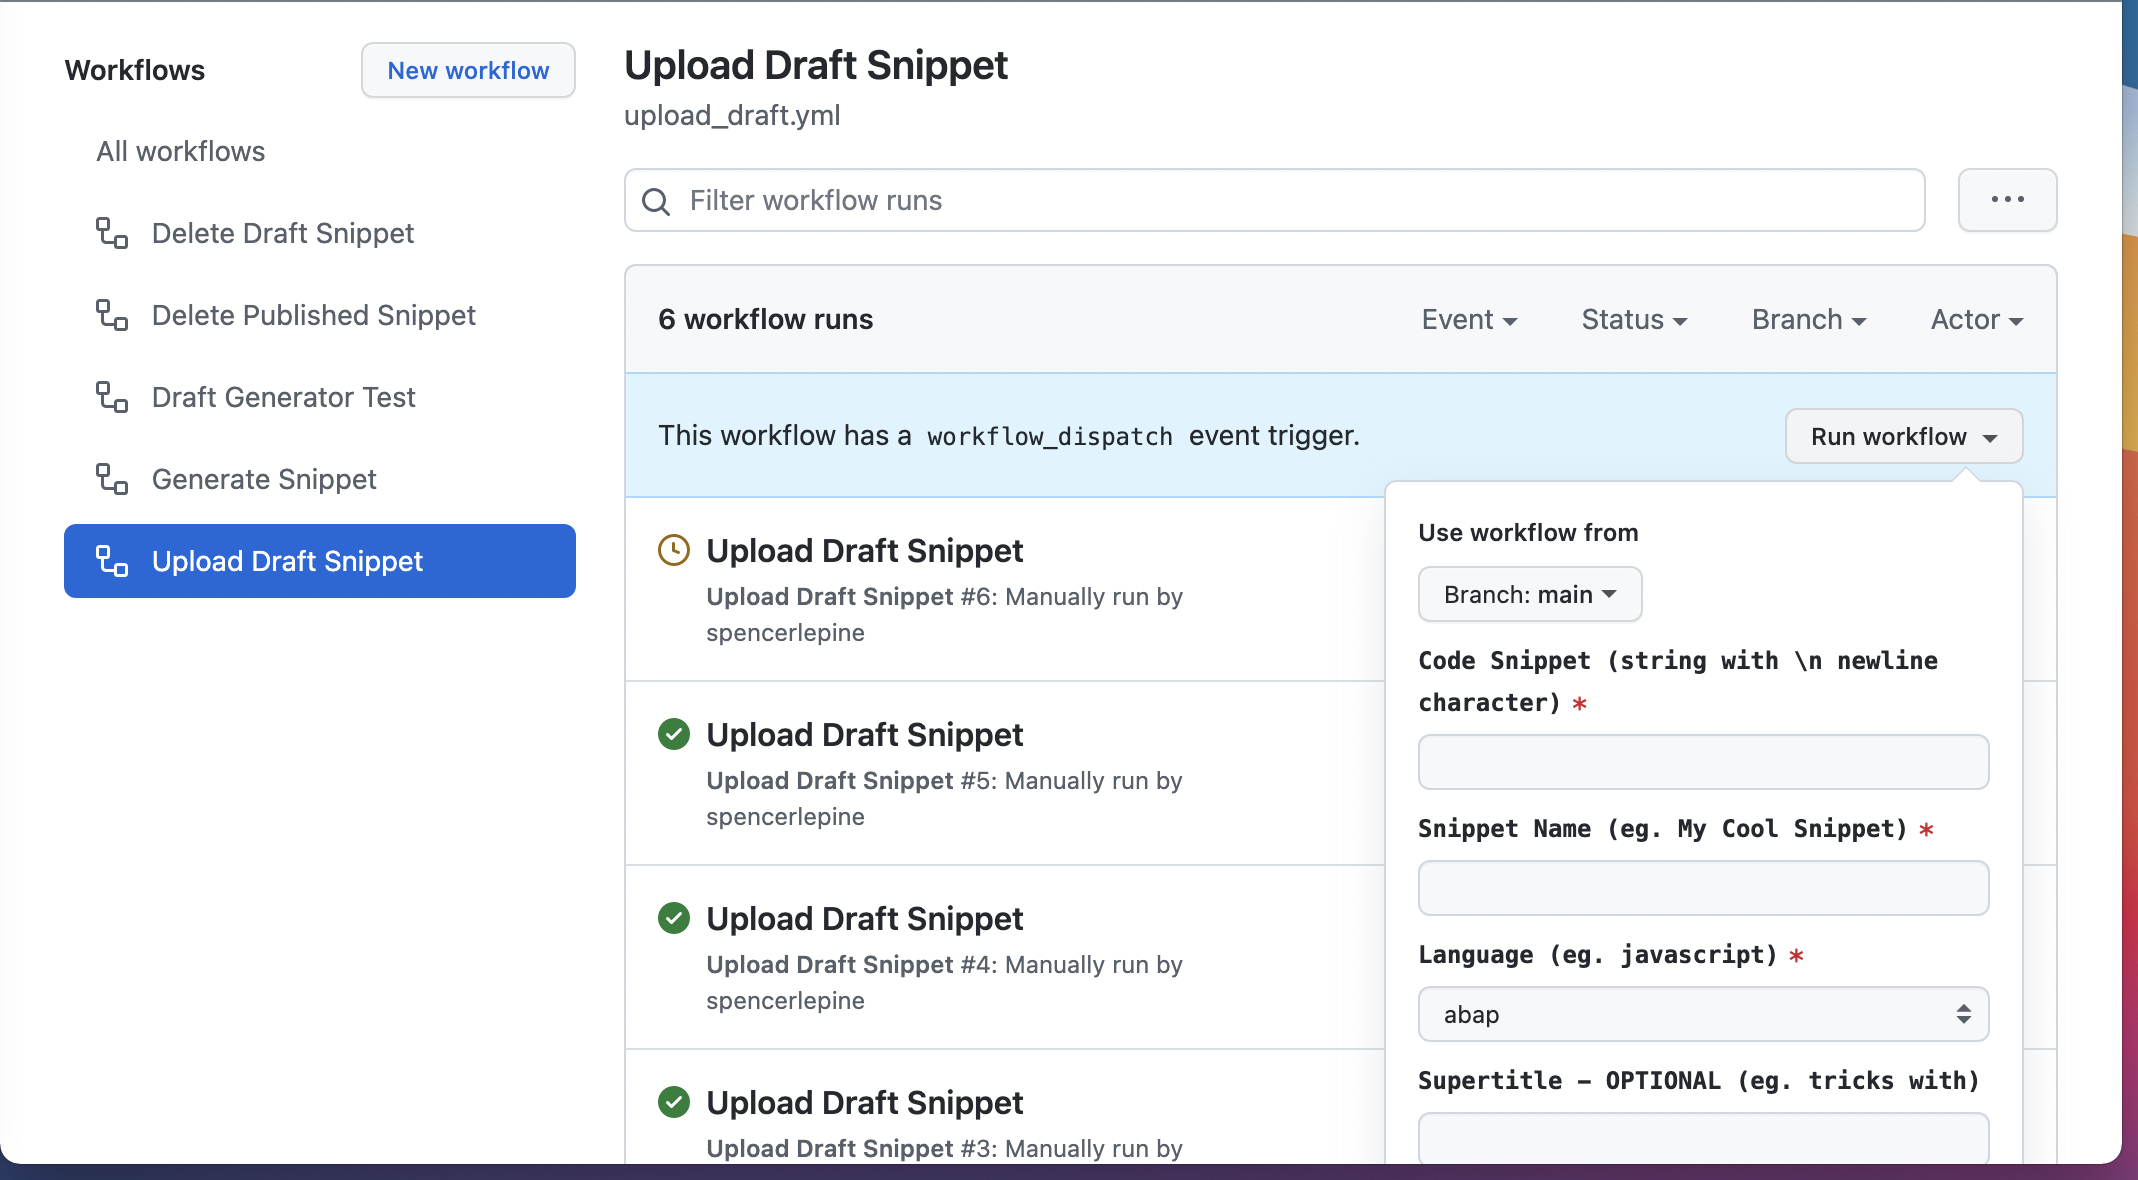 Workflows
New workflow
All workflows
Delete Draft Snippet
Delete Published Snippet
Draft Generator Test
Generate Snippet
Upload Draft Snippet
Upload Draft Snippet
upload_draft.yml
Filter workflow runs
6 workflow runs
Event
Status
Branch
Actor
This workflow has a workflow_dispatch event trigger.
Run workflow
Upload Draft Snippet
Upload Draft Snippet #6: Manually run by
spencerlepine
Upload Draft Snippet
Upload Draft Snippet #5: Manually run by
spencerlepine
Upload Draft Snippet
Upload Draft Snippet #4: Manually run by
spencerlepine
Upload Draft Snippet
Upload Draft Snippet #3: Manually run by
Use workflow from
Branch: main
Code Snippet (string with \n newline
character) *
Snippet Name (eg. My Cool Snippet) *
Language (eg. javascript) *
abap
Supertitle – OPTIONAL (eg. tricks with)